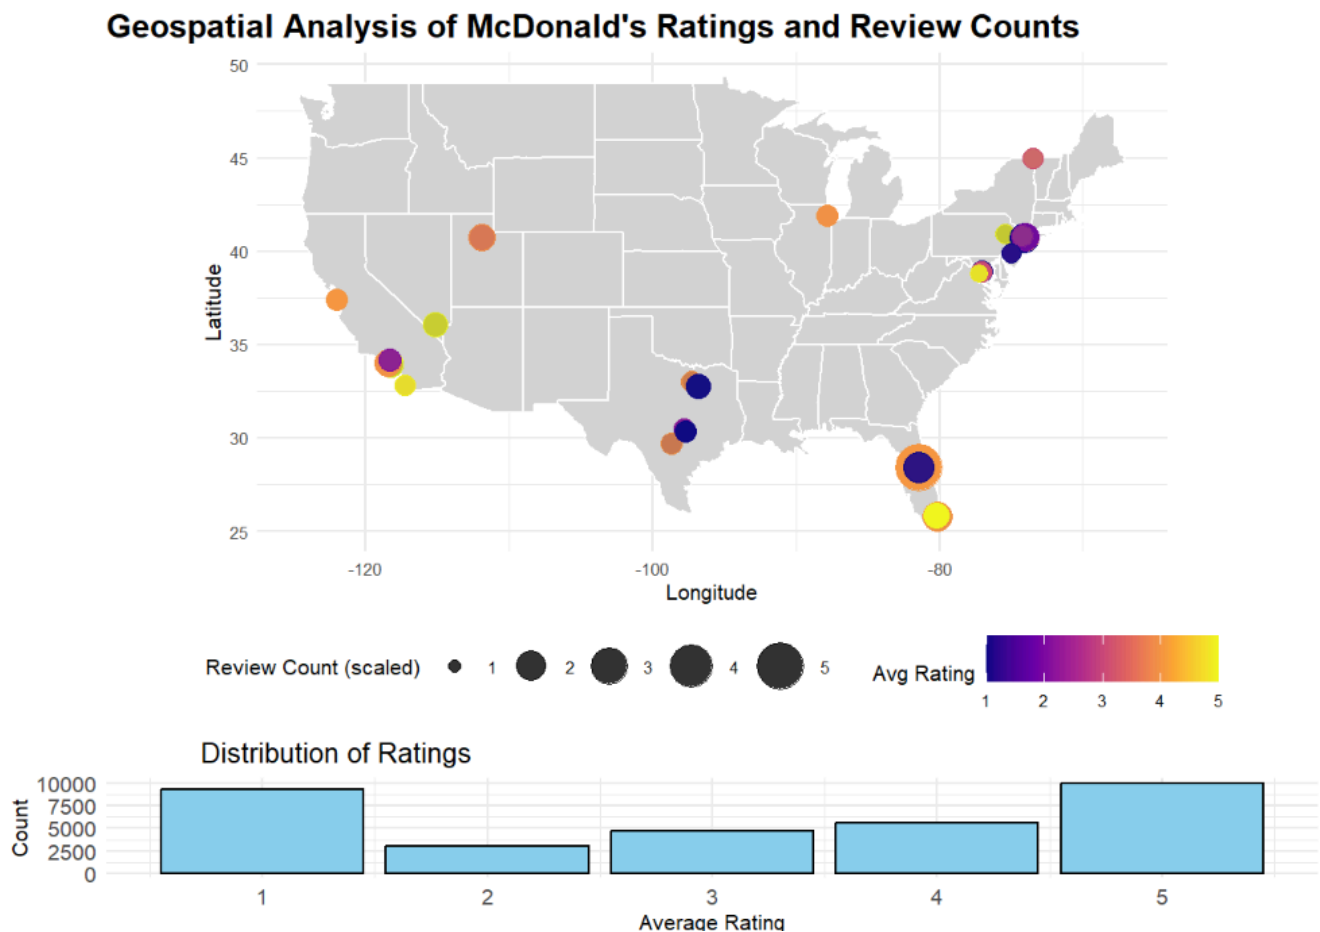 Geospatial Analysis of McDonald's Ratings and Review Counts
50
45
40
35
30
25
Latitude
-120 -100 -80
Longitude
Review Count (scaled) 1 2 3 4 5
Avg Rating
1 2 3 4 5
Distribution of Ratings
10000
7500
5000
2500
0
Count
1 2 3 4 5
Average Rating